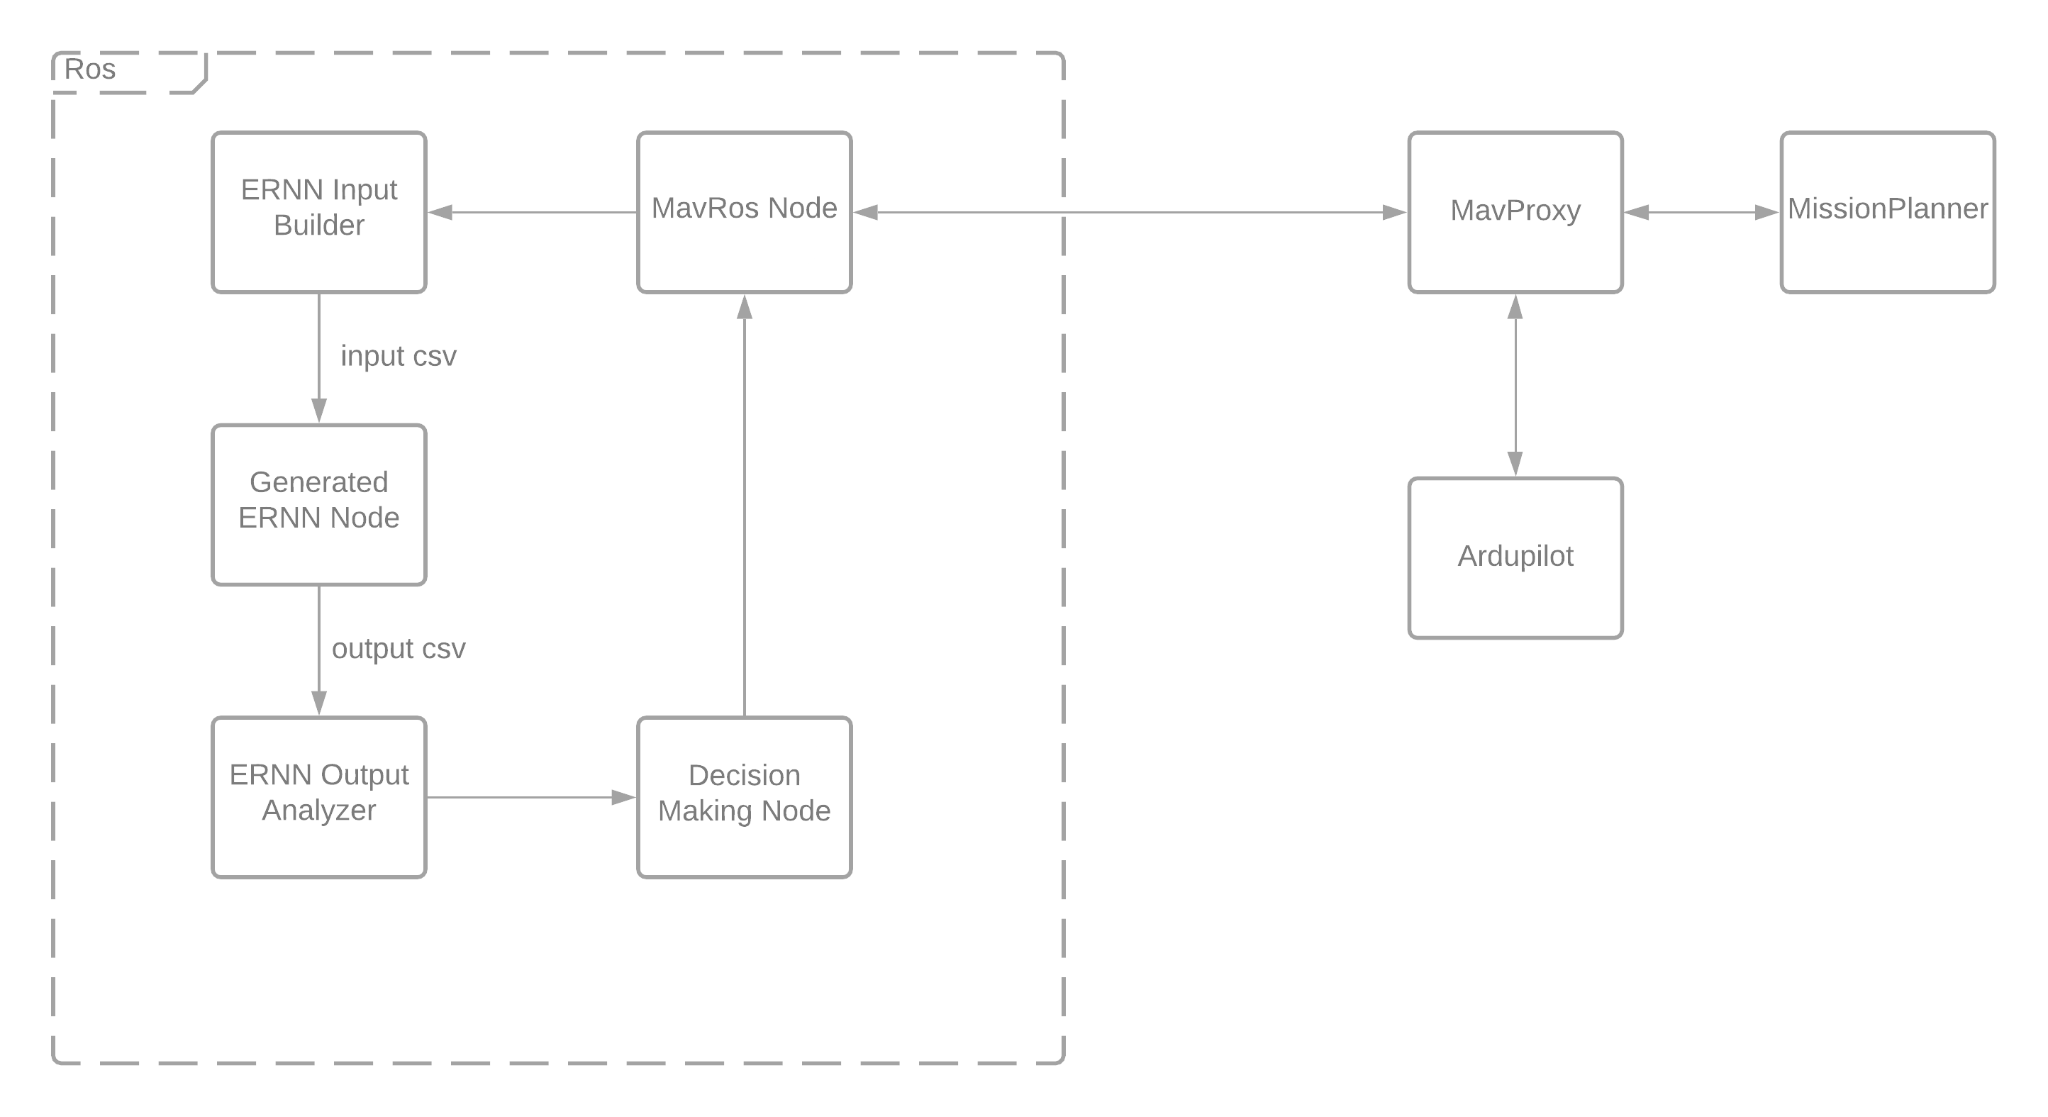 Ros
ERNN Input
Builder
MavRos Node
MavProxy
MissionPlanner
input csv
Generated
ERNN Node
Ardupilot
output csv
ERNN Output
Analyzer
Decision
Making Node